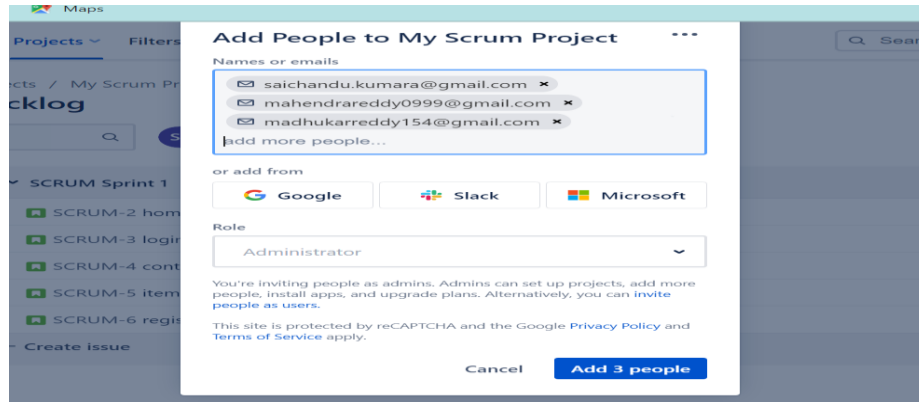 Maps
Projects
Filters
Add People to My Scrum Project
Names or emails
saichandu.kumara@gmail.com
mahendrareddy0999@gmail.com
madhukarreddy154@gmail.com
add more people...
or add from
Google
Slack
Microsoft
Role
Administrator
You're inviting people as admins. Admins can set up projects, add more
people, install apps, and upgrade plans. Alternatively, you can invite
people as users.
This site is protected by reCAPTCHA and the Google Privacy Policy and
Terms of Service apply.
Cancel
Add 3 people
Sear
cts / My Scrum Pr
cklog
S
SCRUM Sprint 1
SCRUM-2 hom
SCRUM-3 login
SCRUM-4 cont
SCRUM-5 item
SCRUM-6 regis
Create issue